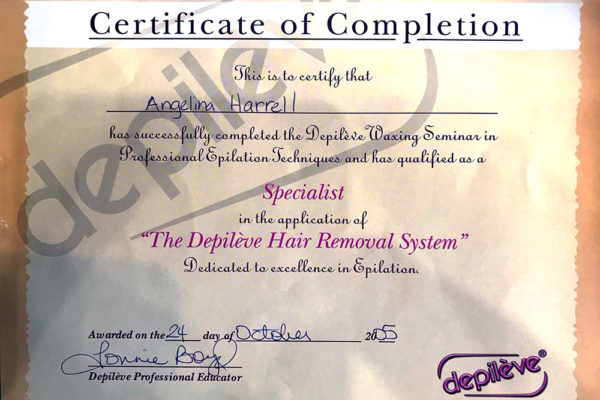 Certificate of Completion
This is to certify that
Angelina Harrell
has successfully completed the Depilève Waxing Seminar in
Professional Epilation Techniques and has qualified as a
Specialist
in the application of
"The Depilève Hair Removal System"
Dedicated to excellence in Epilation.
Awarded on the 24 day of October 2005
Depilève Professional Educator
depilève®
depilève